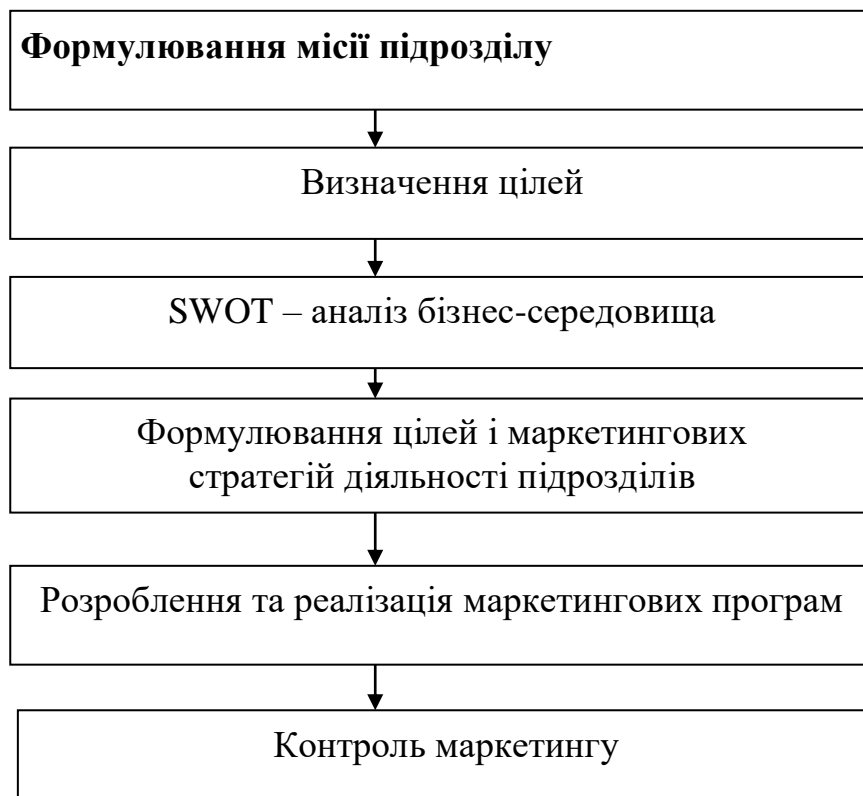 Формулювання місії підрозділу
Визначення цілей
SWOT – аналіз бізнес-середовища
Формулювання цілей і маркетингових
стратегій діяльності підрозділів
Розроблення та реалізація маркетингових програм
Контроль маркетингу